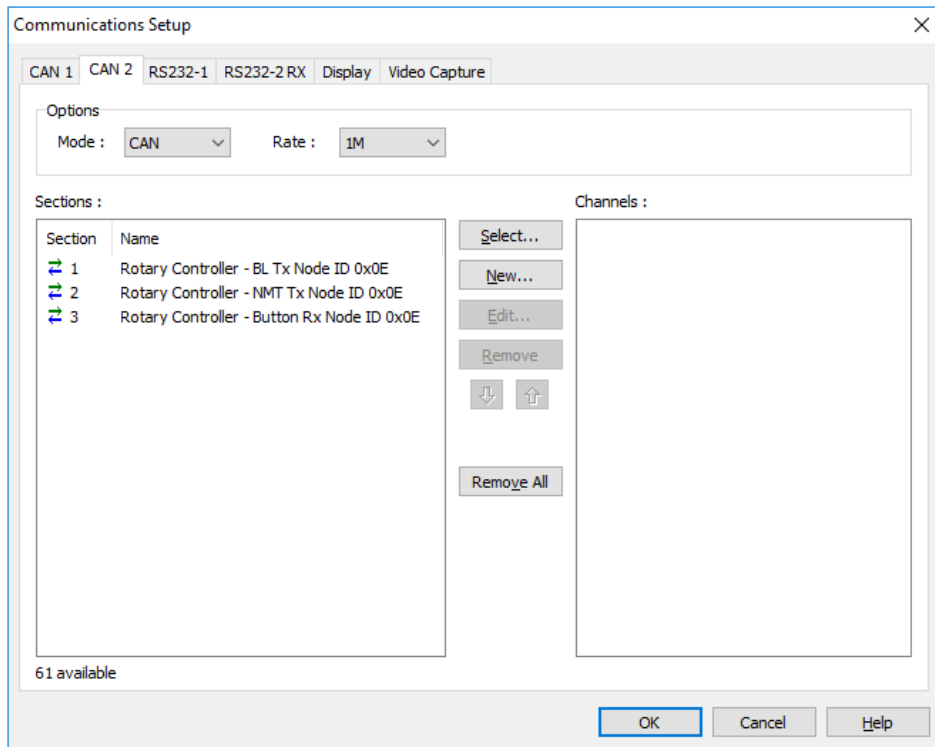 Communications Setup
CAN 1 CAN 2 RS232-1 RS232-2 RX Display Video Capture
Options
Mode : CAN Rate : 1M
Sections : Channels :
Section Name
1 Rotary Controller - BL Tx Node ID 0x0E
2 Rotary Controller - NMT Tx Node ID 0x0E
3 Rotary Controller - Button Rx Node ID 0x0E
Select...
New...
Edit...
Remove
Remove All
61 available
OK Cancel Help